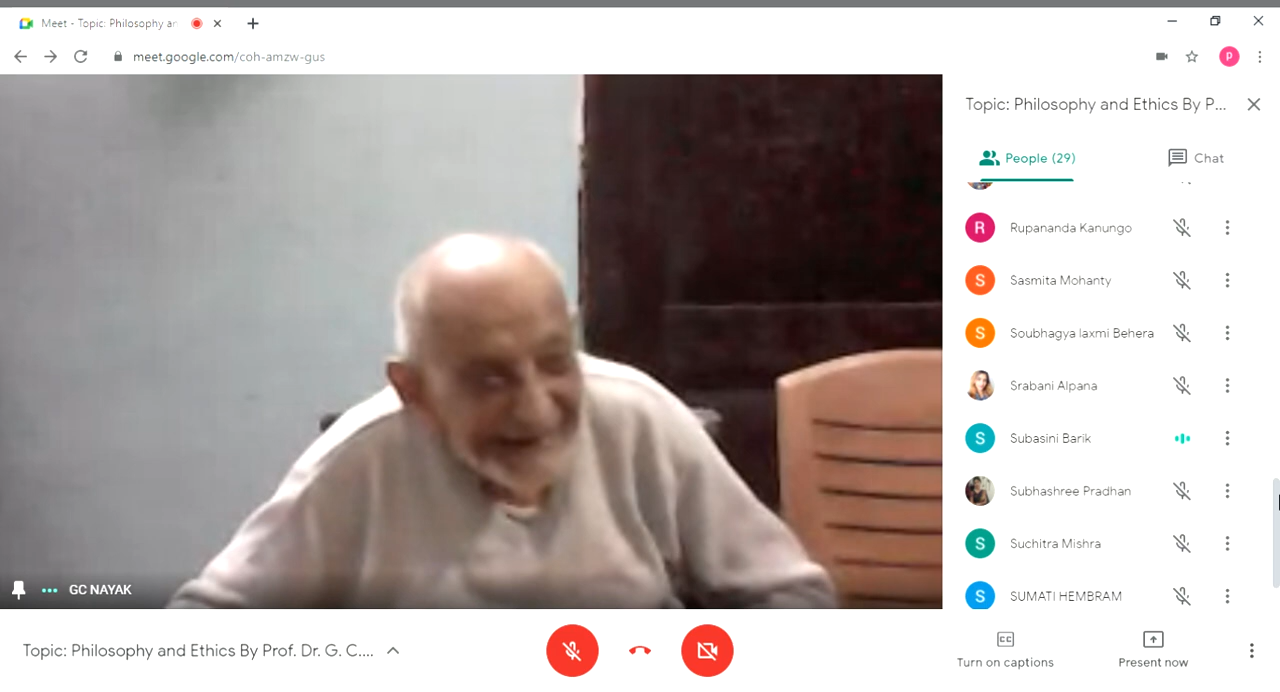 Meet - Topic: Philosophy an
meet.google.com/coh-amzw-gus
P
Topic: Philosophy and Ethics By P...
People (29)
Chat
R Rupananda Kanungo
S Sasmita Mohanty
S Soubhagya laxmi Behera
Srabani Alpana
S Subasini Barik
Subhashree Pradhan
S Suchitra Mishra
S SUMATI HEMBRAM
GC NAYAK
Topic: Philosophy and Ethics By Prof. Dr. G. C....
CC
Turn on captions
Present now